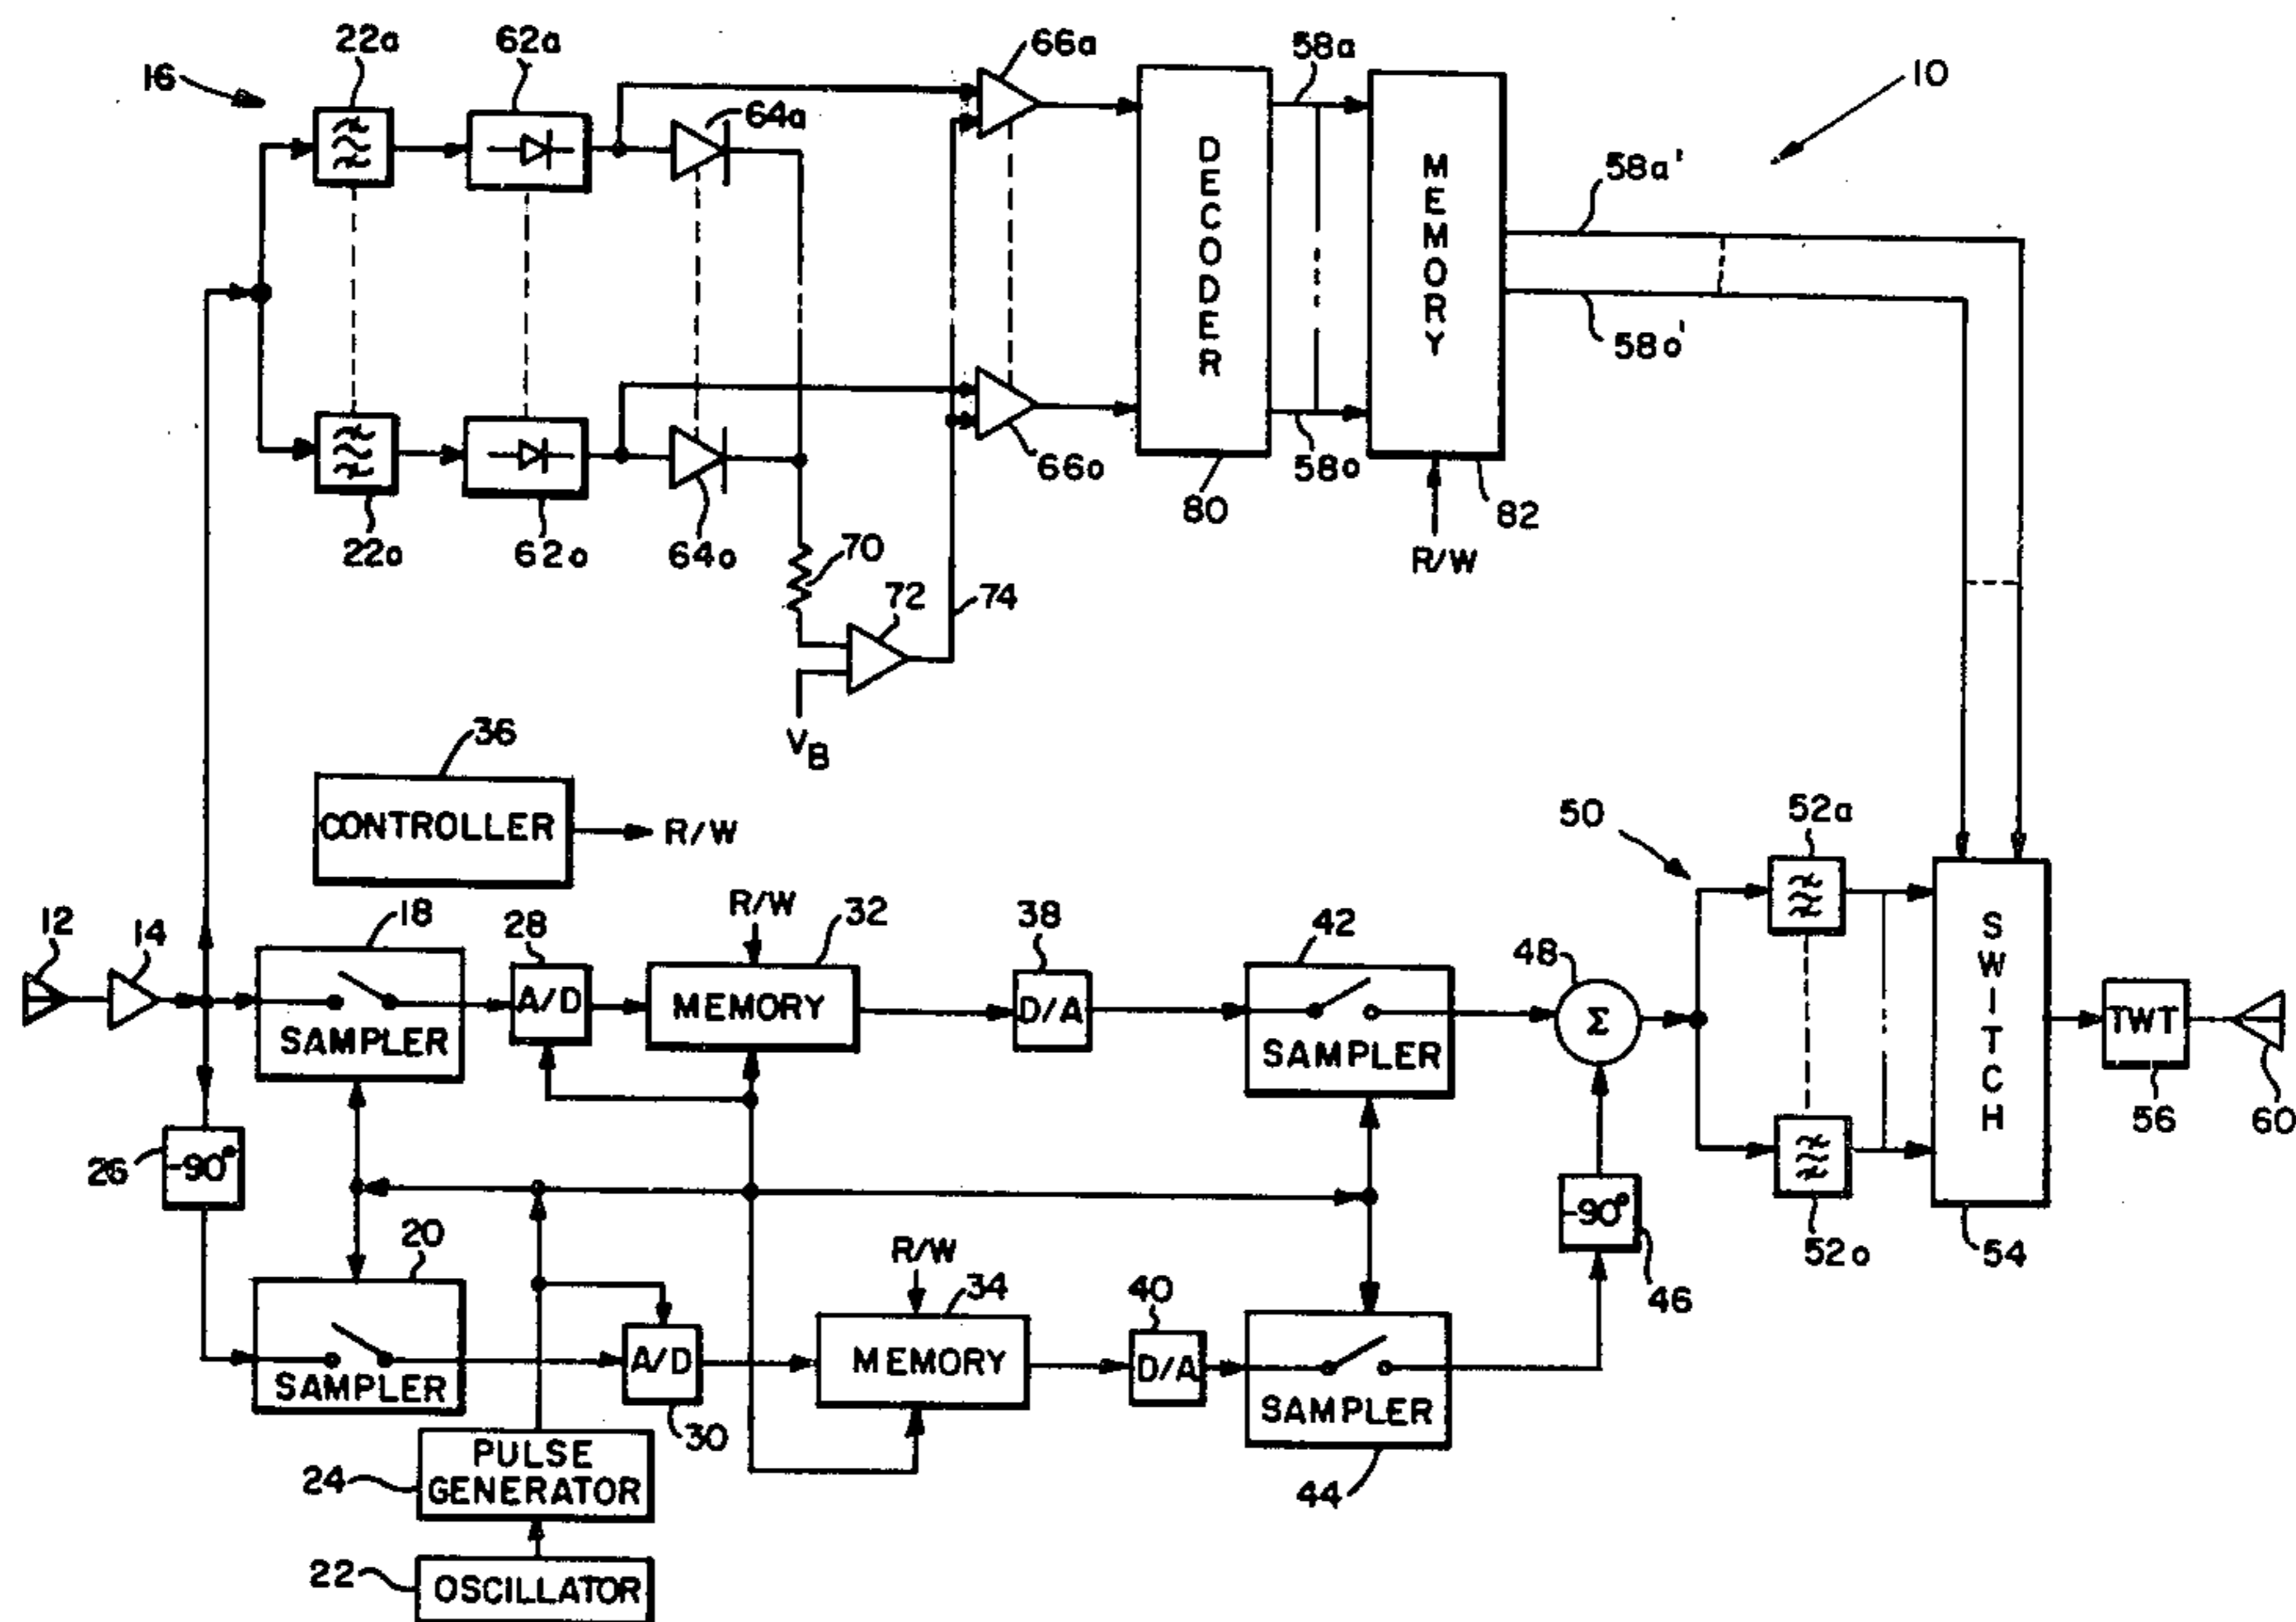 22a
62a
66a
58a
10
16
64a
DECODER
MEMORY
58a'
58o'
22o
62o
64o
66o
80
58o
82
R/W
70
72
74
VB
36
CONTROLLER
R/W
50
52a
12
14
18
28
R/W
32
38
42
48
SAMPLER
A/D
MEMORY
D/A
SAMPLER
Σ
SWITCH
TWT
56
60
26
-90°
20
R/W
34
40
-90°
46
52o
54
SAMPLER
A/D
30
MEMORY
D/A
SAMPLER
44
24
PULSE
GENERATOR
22
OSCILLATOR